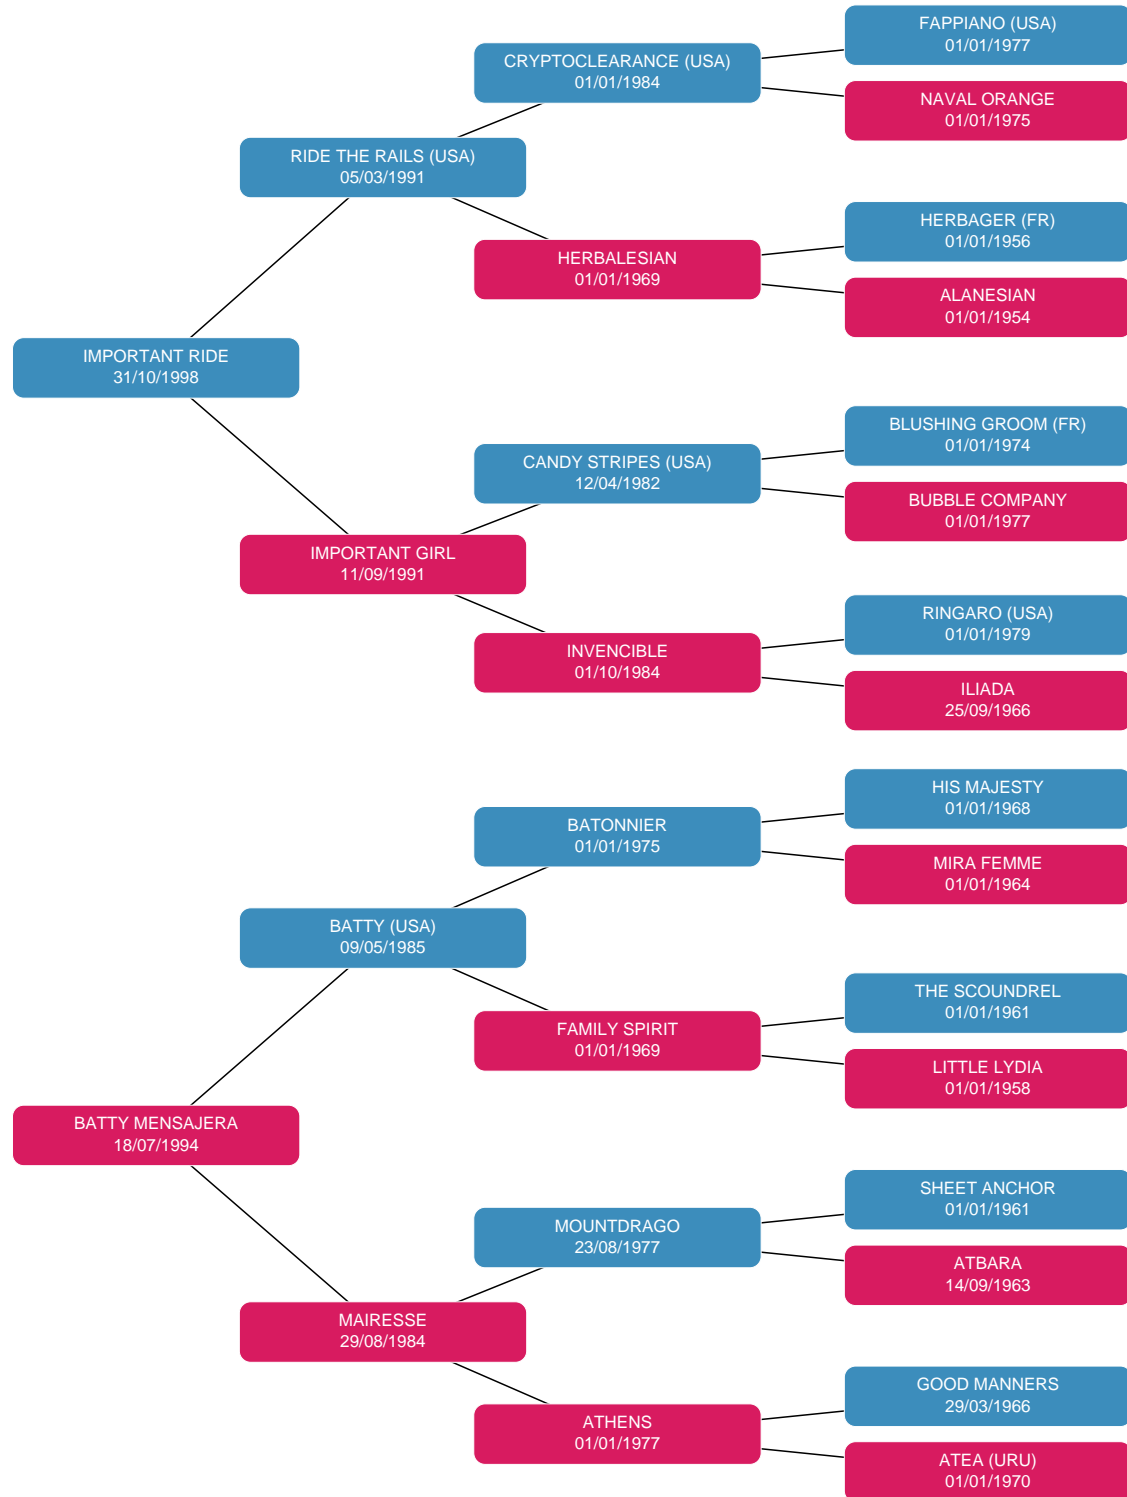 FAPPIANO (USA)
01/01/1977
CRYPTOCLEARANCE (USA)
01/01/1984
NAVAL ORANGE
01/01/1975
RIDE THE RAILS (USA)
05/03/1991
HERBAGER (FR)
01/01/1956
HERBALESIAN
01/01/1969
ALANESIAN
01/01/1954
IMPORTANT RIDE
31/10/1998
BLUSHING GROOM (FR)
01/01/1974
CANDY STRIPES (USA)
12/04/1982
BUBBLE COMPANY
01/01/1977
IMPORTANT GIRL
11/09/1991
RINGARO (USA)
01/01/1979
INVENCIBLE
01/10/1984
ILIADA
25/09/1966
HIS MAJESTY
01/01/1968
BATONNIER
01/01/1975
MIRA FEMME
01/01/1964
BATTY (USA)
09/05/1985
THE SCOUNDREL
01/01/1961
FAMILY SPIRIT
01/01/1969
LITTLE LYDIA
01/01/1958
BATTY MENSAJERA
18/07/1994
SHEET ANCHOR
01/01/1961
MOUNTDRAGO
23/08/1977
ATBARA
14/09/1963
MAIRESSE
29/08/1984
GOOD MANNERS
29/03/1966
ATHENS
01/01/1977
ATEA (URU)
01/01/1970